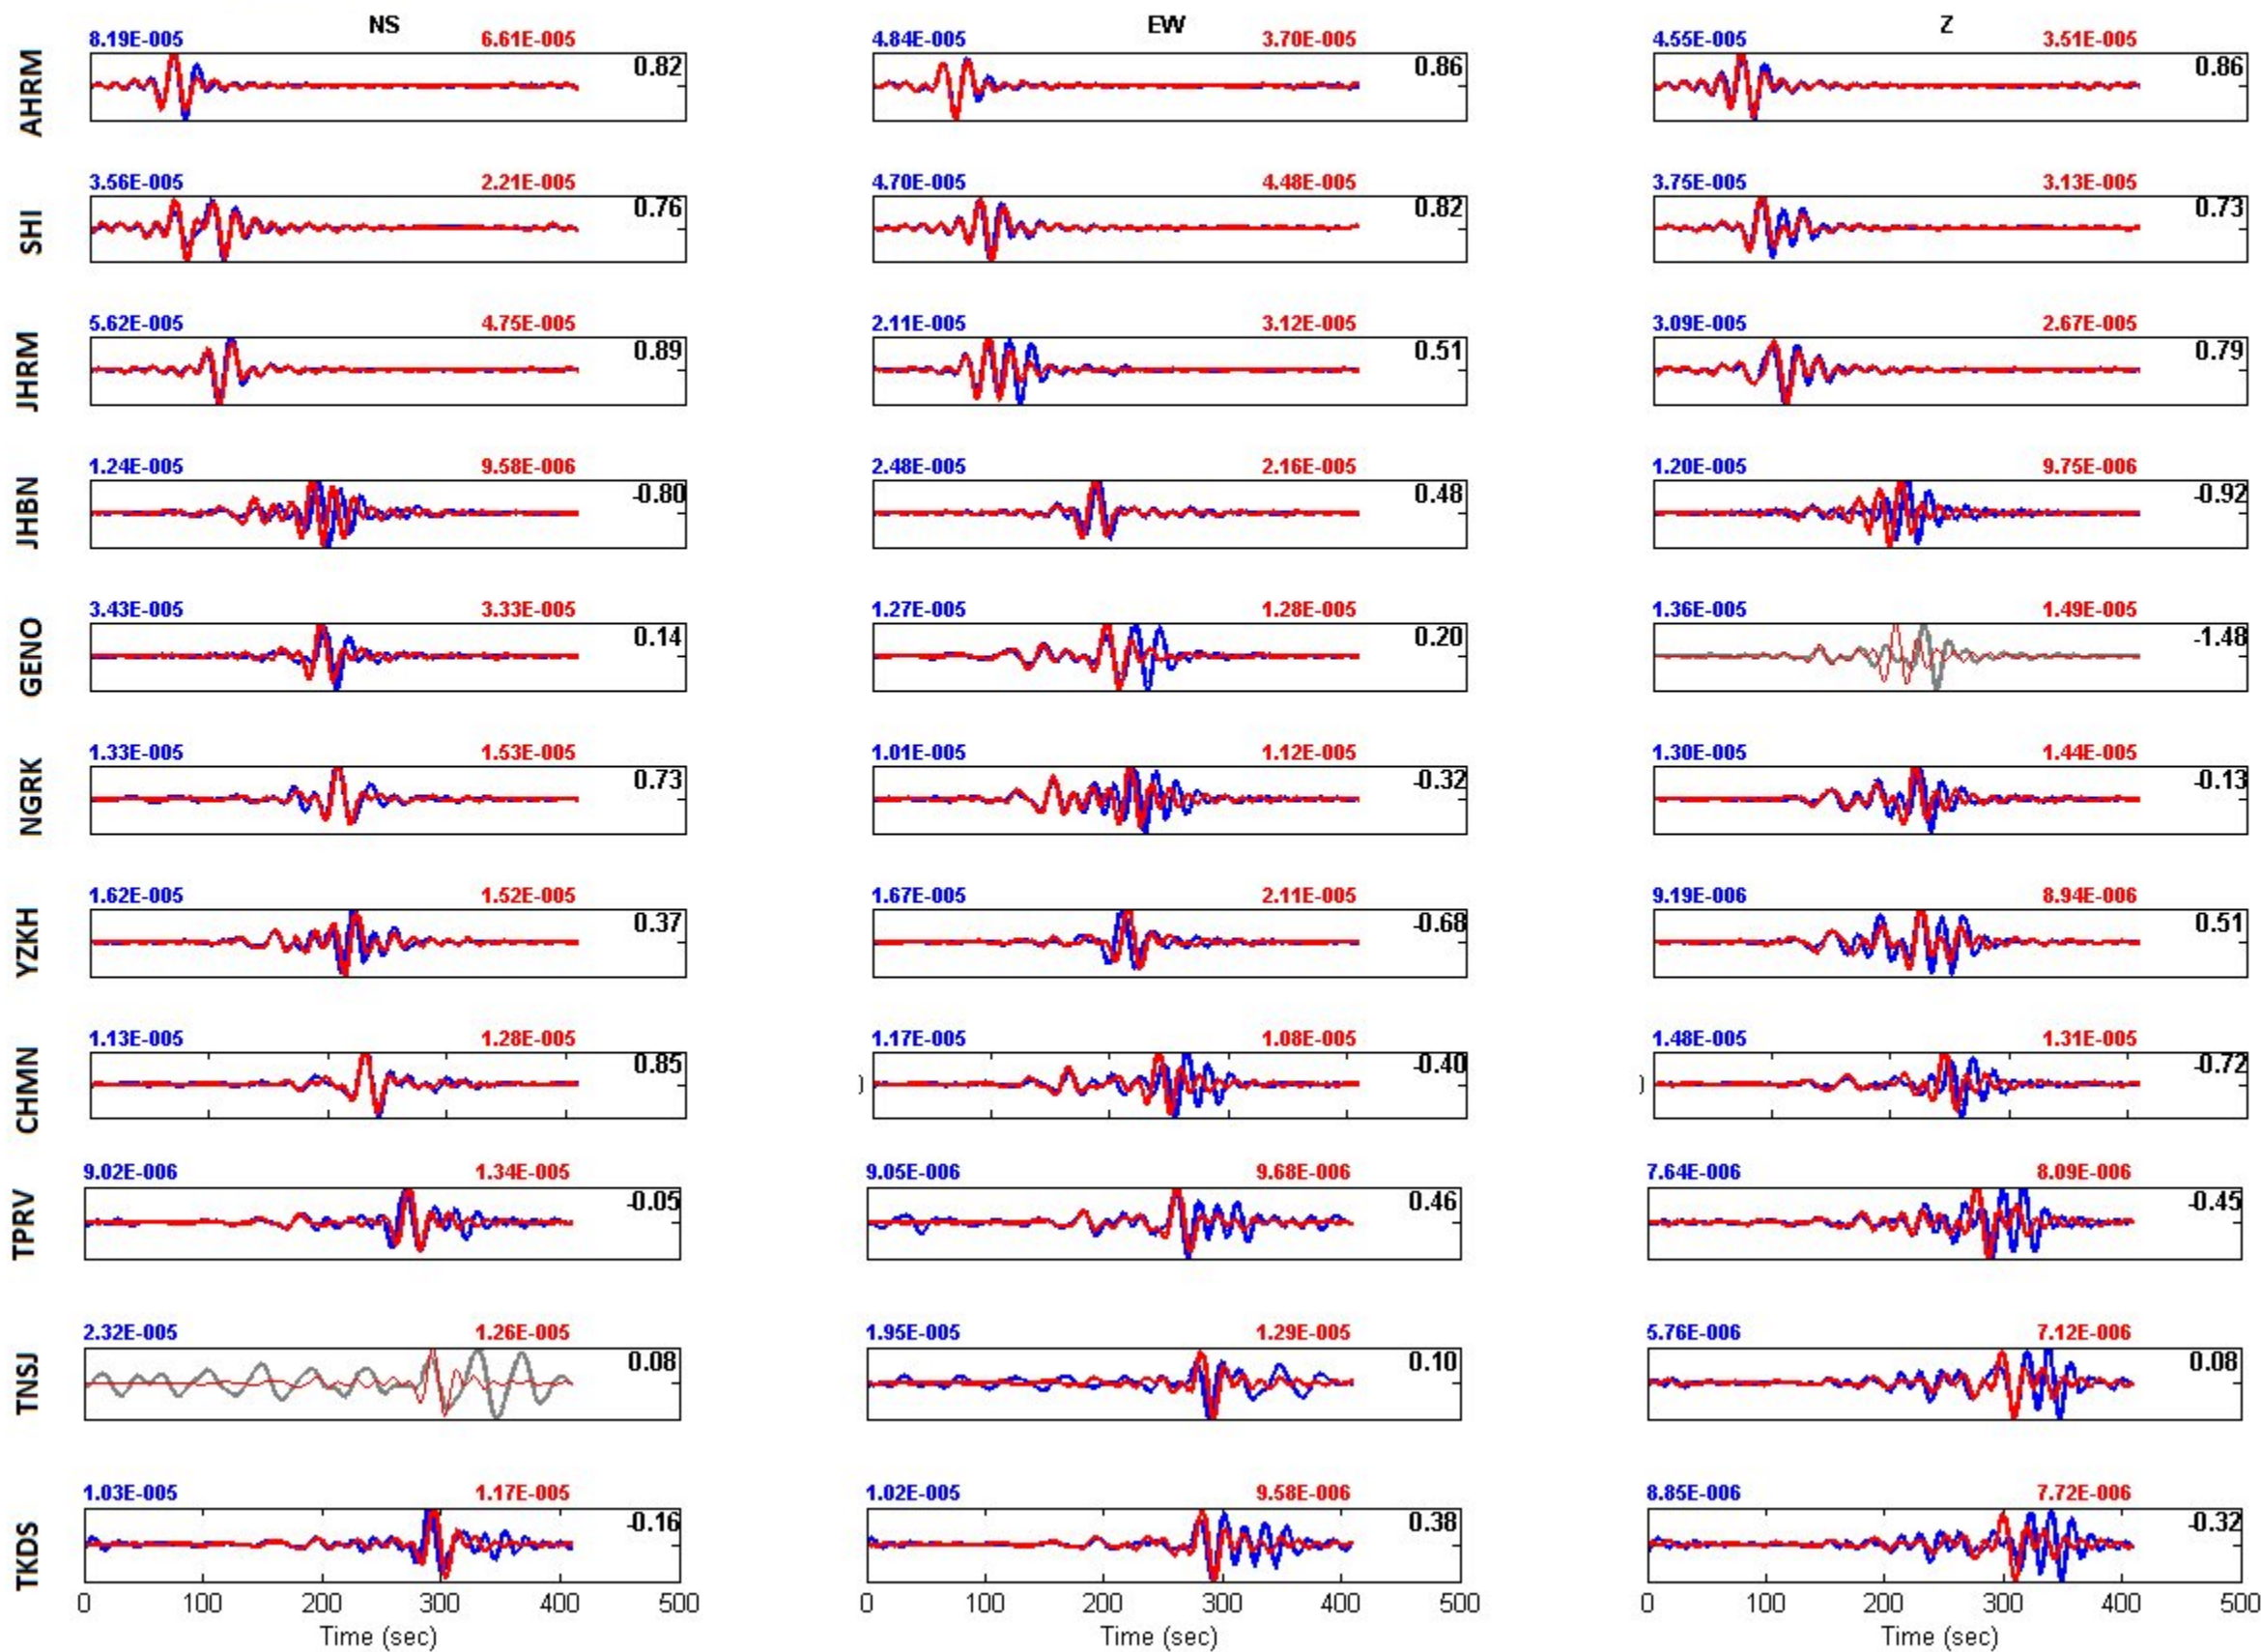 NS EW Z
8.19E-005 6.61E-005 4.84E-005 3.70E-005 4.55E-005 3.51E-005
AHRM 0.82 0.86 0.86
3.56E-005 2.21E-005 4.70E-005 4.48E-005 3.75E-005 3.13E-005
SHI 0.76 0.82 0.73
5.62E-005 4.75E-005 2.11E-005 3.12E-005 3.09E-005 2.67E-005
JHRM 0.89 0.51 0.79
1.24E-005 9.58E-006 2.48E-005 2.16E-005 1.20E-005 9.75E-006
JHBN -0.80 0.48 -0.92
3.43E-005 3.33E-005 1.27E-005 1.28E-005 1.36E-005 1.49E-005
GENO 0.14 0.20 -1.48
1.33E-005 1.53E-005 1.01E-005 1.12E-005 1.30E-005 1.44E-005
NGRK 0.73 -0.32 -0.13
1.62E-005 1.52E-005 1.67E-005 2.11E-005 9.19E-006 8.94E-006
YZKH 0.37 -0.68 0.51
1.13E-005 1.28E-005 1.17E-005 1.08E-005 1.48E-005 1.31E-005
CHMN 0.85 -0.40 -0.72
9.02E-006 1.34E-005 9.05E-006 9.68E-006 7.64E-006 8.09E-006
TPRV -0.05 0.46 -0.45
2.32E-005 1.26E-005 1.95E-005 1.29E-005 5.76E-006 7.12E-006
TNSJ 0.08 0.10 0.08
1.03E-005 1.17E-005 1.02E-005 9.58E-006 8.85E-006 7.72E-006
TKDS -0.16 0.38 -0.32
0 100 200 300 400 500 0 100 200 300 400 500 0 100 200 300 400 500
Time (sec) Time (sec) Time (sec)